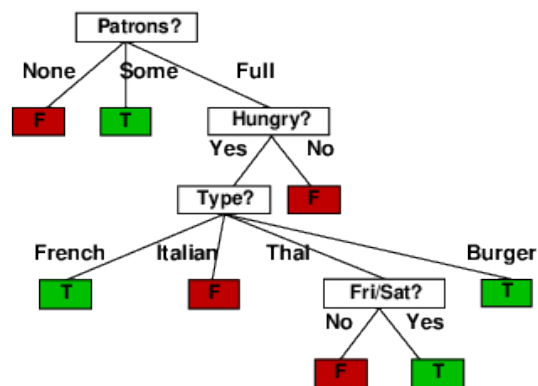 Patrons?
None Some Full
F T Hungry?
Yes No
Type? F
French Italian Thai Burger
T F Fri/Sat? T
No Yes
F T